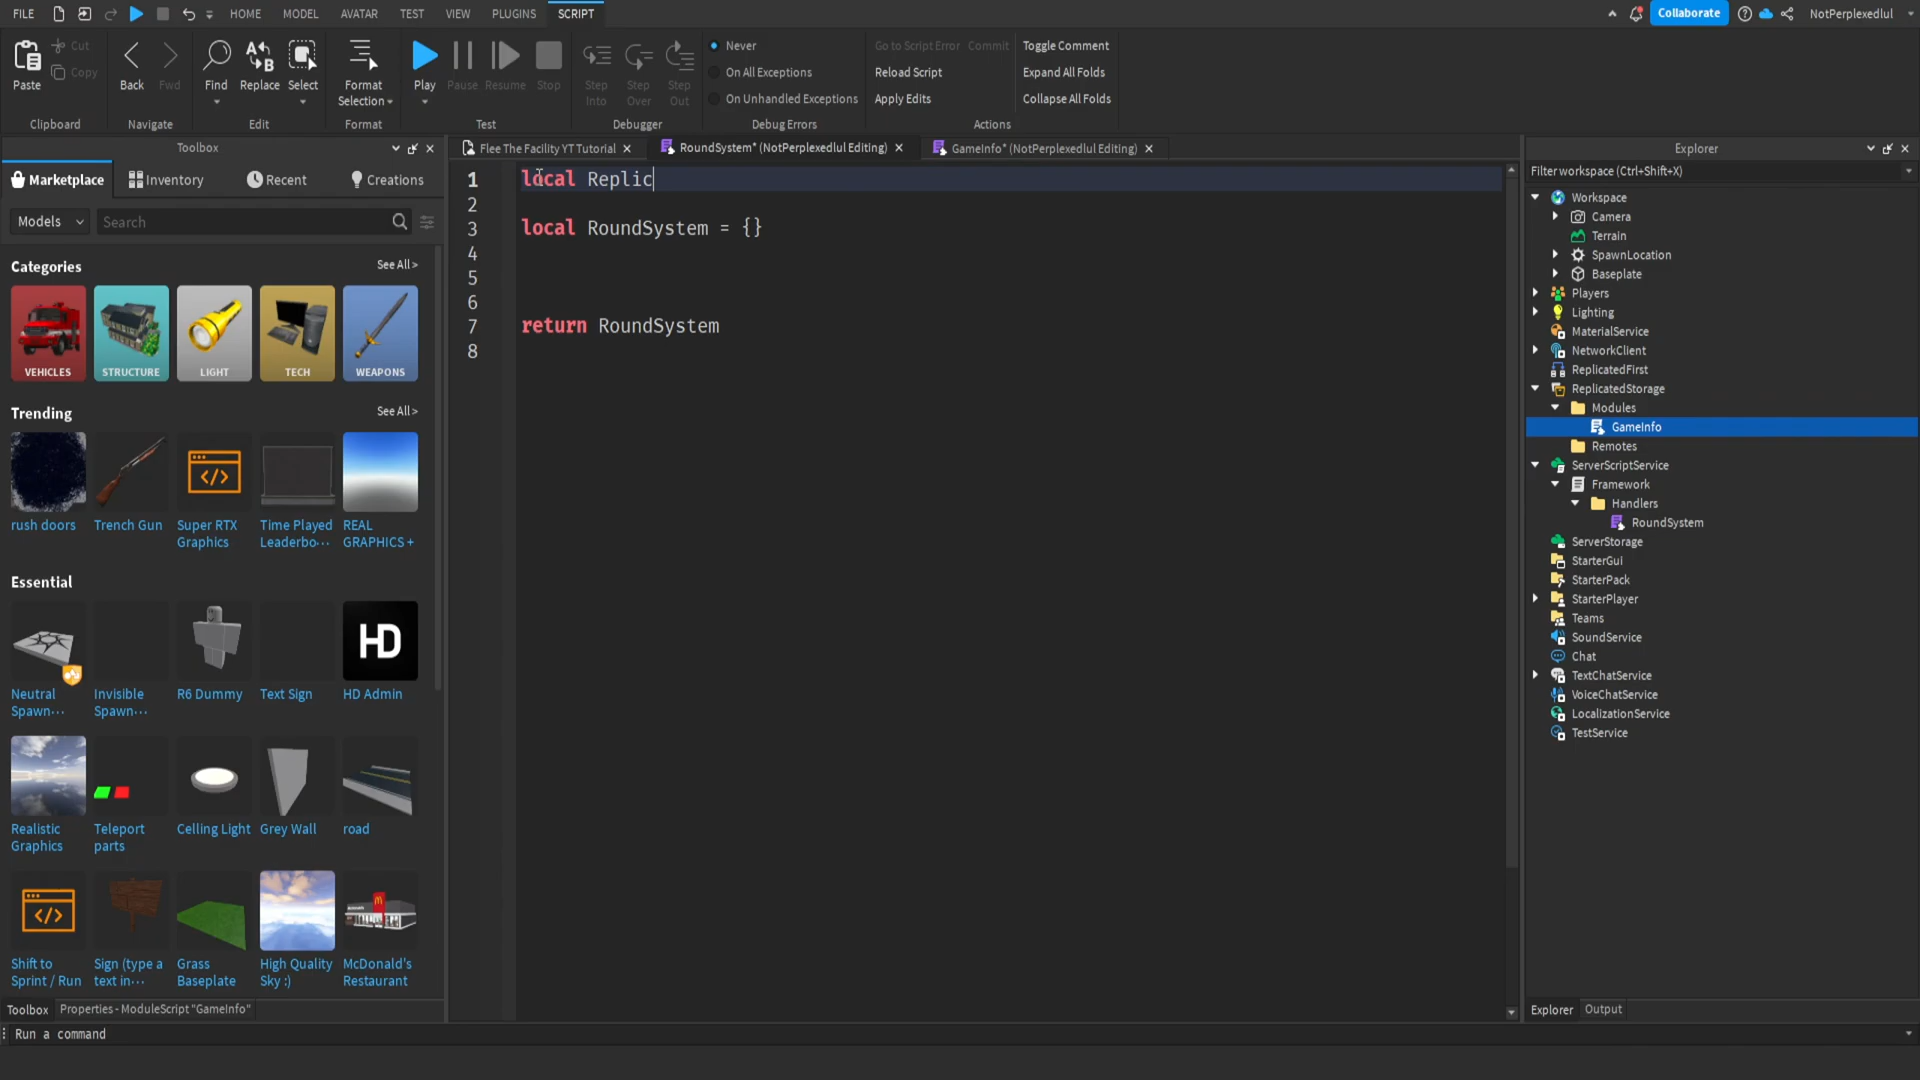 FILE HOME MODEL AVATAR TEST VIEW PLUGINS SCRIPT Collaborate NotPerplexedlul
Paste Cut Copy Back Fwd Find Replace Select Format Selection Play Pause Resume Stop Step Into Step Over Step Out
Never Go to Script Error Commit Toggle Comment
On All Exceptions Reload Script Expand All Folds
On Unhandled Exceptions Apply Edits Collapse All Folds
Clipboard Navigate Edit Format Test Debugger Debug Errors Actions
Toolbox
Flee The Facility YT Tutorial RoundSystem* (NotPerplexedlul Editing) GameInfo* (NotPerplexedlul Editing)
Explorer
Marketplace Inventory Recent Creations
Models Search
Categories See All >
VEHICLES STRUCTURE LIGHT TECH WEAPONS
Trending See All >
rush doors
Trench Gun
Super RTX
Graphics
Time Played
Leaderbo...
REAL
GRAPHICS +
Essential
HD
Neutral
Spawn...
Invisible
Spawn...
R6 Dummy
Text Sign
HD Admin
Realistic
Graphics
Teleport
parts
Celling Light
Grey Wall
road
Shift to
Sprint / Run
Sign (type a
text in...
Grass
Baseplate
High Quality
Sky :)
McDonald's
Restaurant
Toolbox Properties - ModuleScript "GameInfo"
Run a command
1 local Replic
2
3 local RoundSystem = {}
4
5
6
7 return RoundSystem
8
Filter workspace (Ctrl+Shift+X)
Workspace
Camera
Terrain
SpawnLocation
Baseplate
Players
Lighting
MaterialService
NetworkClient
ReplicatedFirst
ReplicatedStorage
Modules
GameInfo
Remotes
ServerScriptService
Framework
Handlers
RoundSystem
ServerStorage
StarterGui
StarterPack
StarterPlayer
Teams
SoundService
Chat
TextChatService
VoiceChatService
LocalizationService
TestService
Explorer Output